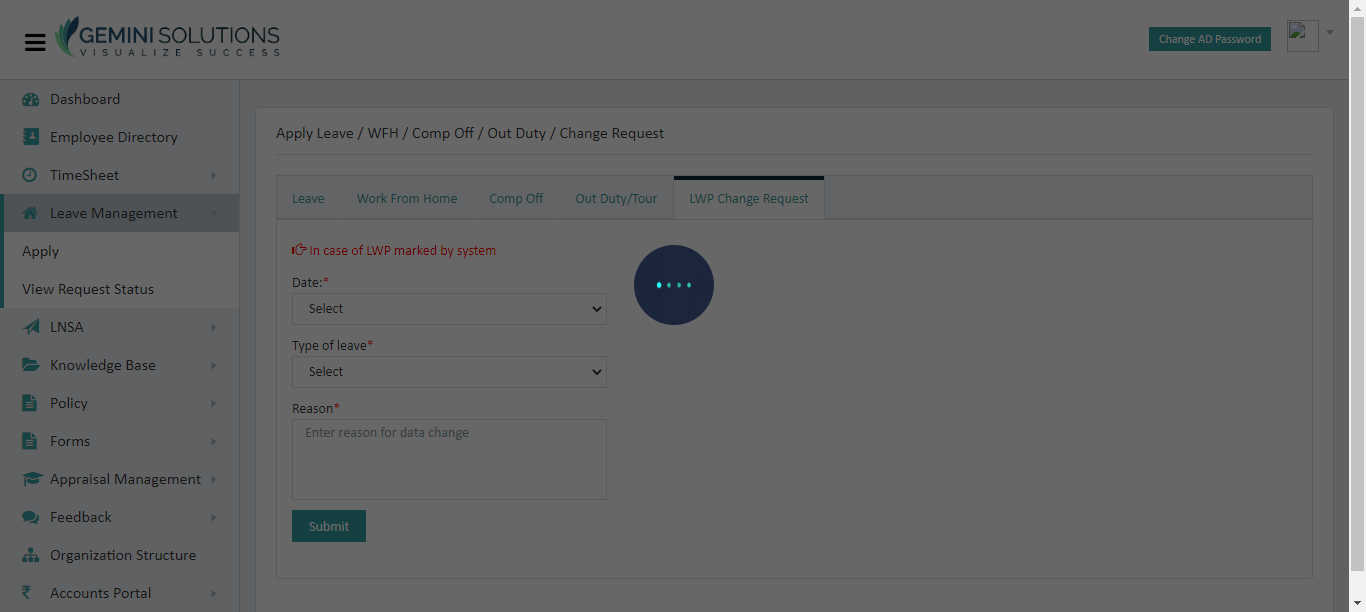 GEMINI SOLUTIONS
VISUALIZE SUCCESS
Change AD Password
Dashboard
Employee Directory
TimeSheet
Leave Management
Apply
View Request Status
LNSA
Knowledge Base
Policy
Forms
Appraisal Management
Feedback
Organization Structure
Accounts Portal
Apply Leave / WFH / Comp Off / Out Duty / Change Request
Leave Work From Home Comp Off Out Duty/Tour LWP Change Request
In case of LWP marked by system
Date:*
Select
Type of leave*
Select
Reason*
Enter reason for data change
Submit